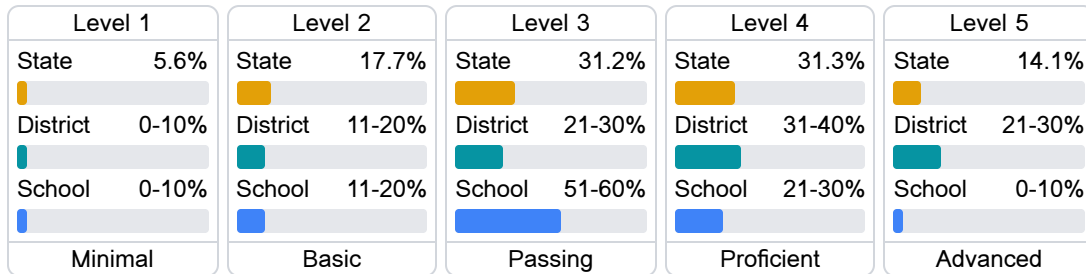 Level 1
State 5.6%
District 0-10%
School 0-10%
Minimal
Level 2
State 17.7%
District 11-20%
School 11-20%
Basic
Level 3
State 31.2%
District 21-30%
School 51-60%
Passing
Level 4
State 31.3%
District 31-40%
School 21-30%
Proficient
Level 5
State 14.1%
District 21-30%
School 0-10%
Advanced